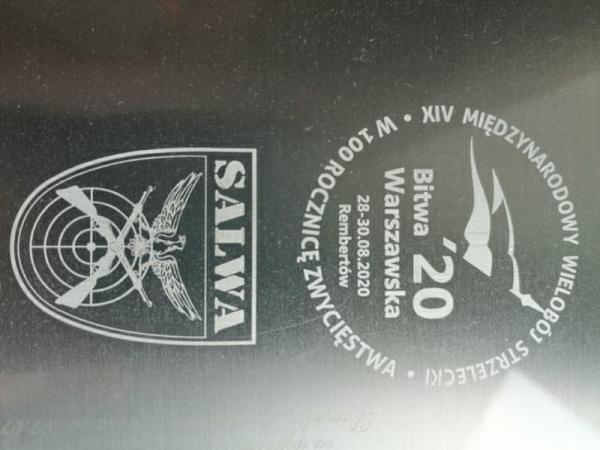 SALWA
XIV MIĘDZYNARODOWY WIELOBÓJ STRZELECKI
• W 100 ROCZNICĘ ZWYCIĘSTWA •
Bitwa '20
Warszawska
28-30.08.2020
Rembertów